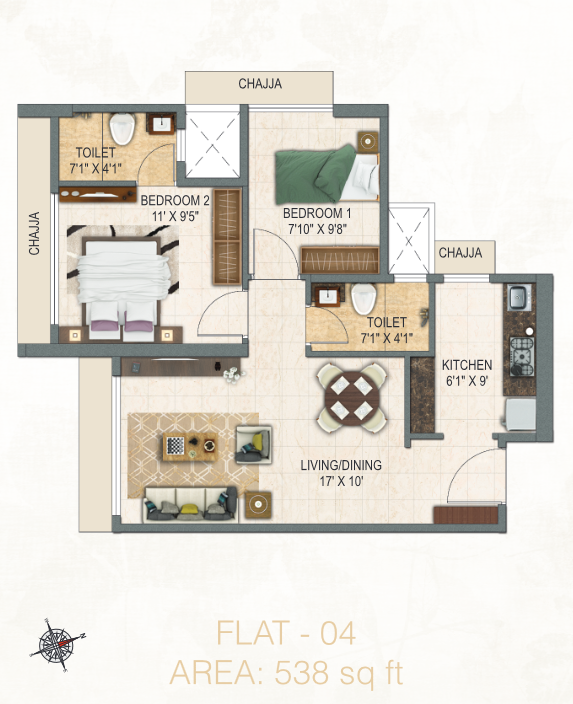 CHAJJA
TOILET
7'1" X 4'1"
BEDROOM 2
11' X 9'5"
BEDROOM 1
7'10" X 9'8"
CHAJJA
CHAJJA
TOILET
7'1" X 4'1"
KITCHEN
6'1" X 9'
LIVING/DINING
17' X 10'
N
FLAT - 04
AREA: 538 sq ft